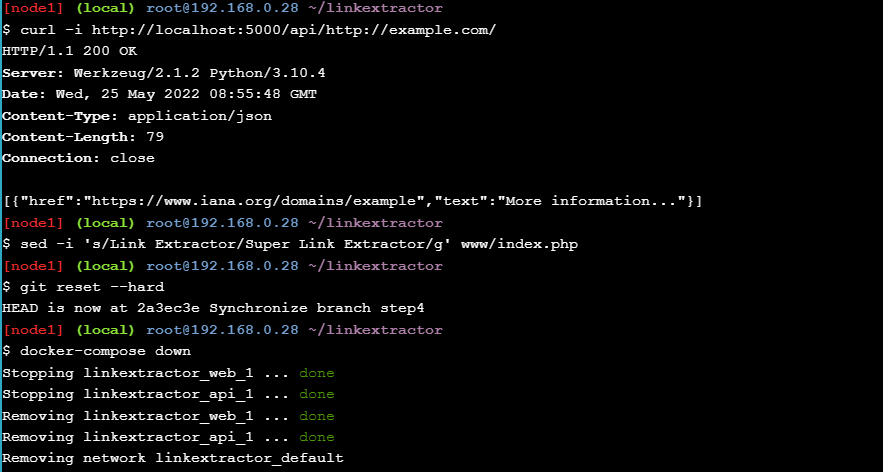 [node1] (local) root@192.168.0.28 ~/linkextractor
$ curl -i http://localhost:5000/api/http://example.com/
HTTP/1.1 200 OK
Server: Werkzeug/2.1.2 Python/3.10.4
Date: Wed, 25 May 2022 08:55:48 GMT
Content-Type: application/json
Content-Length: 79
Connection: close
[{"href":"https://www.iana.org/domains/example","text":"More information..."}]
[node1] (local) root@192.168.0.28 ~/linkextractor
$ sed -i 's/Link Extractor/Super Link Extractor/g' www/index.php
[node1] (local) root@192.168.0.28 ~/linkextractor
$ git reset --hard
HEAD is now at 2a3ec3e Synchronize branch step4
[node1] (local) root@192.168.0.28 ~/linkextractor
$ docker-compose down
Stopping linkextractor_web_1 ... done
Stopping linkextractor_api_1 ... done
Removing linkextractor_web_1 ... done
Removing linkextractor_api_1 ... done
Removing network linkextractor_default